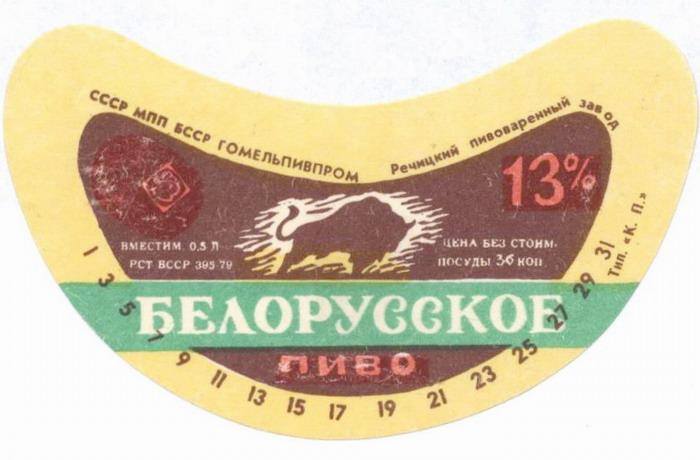 СССР МПП БССР ГОМЕЛЬПИВПРОМ
Речицкий пивоваренный завод
13%
ВМЕСТИМ. 0,5 Л
РСТ БССР 395-79
ЦЕНА БЕЗ СТОИМ.
ПОСУДЫ 36 КОП
БЕЛОРУССКОЕ
ПИВО
1 3 5 7 9 11 13 15 17 19 21 23 25 27 29 31
Тип. «К. П.»